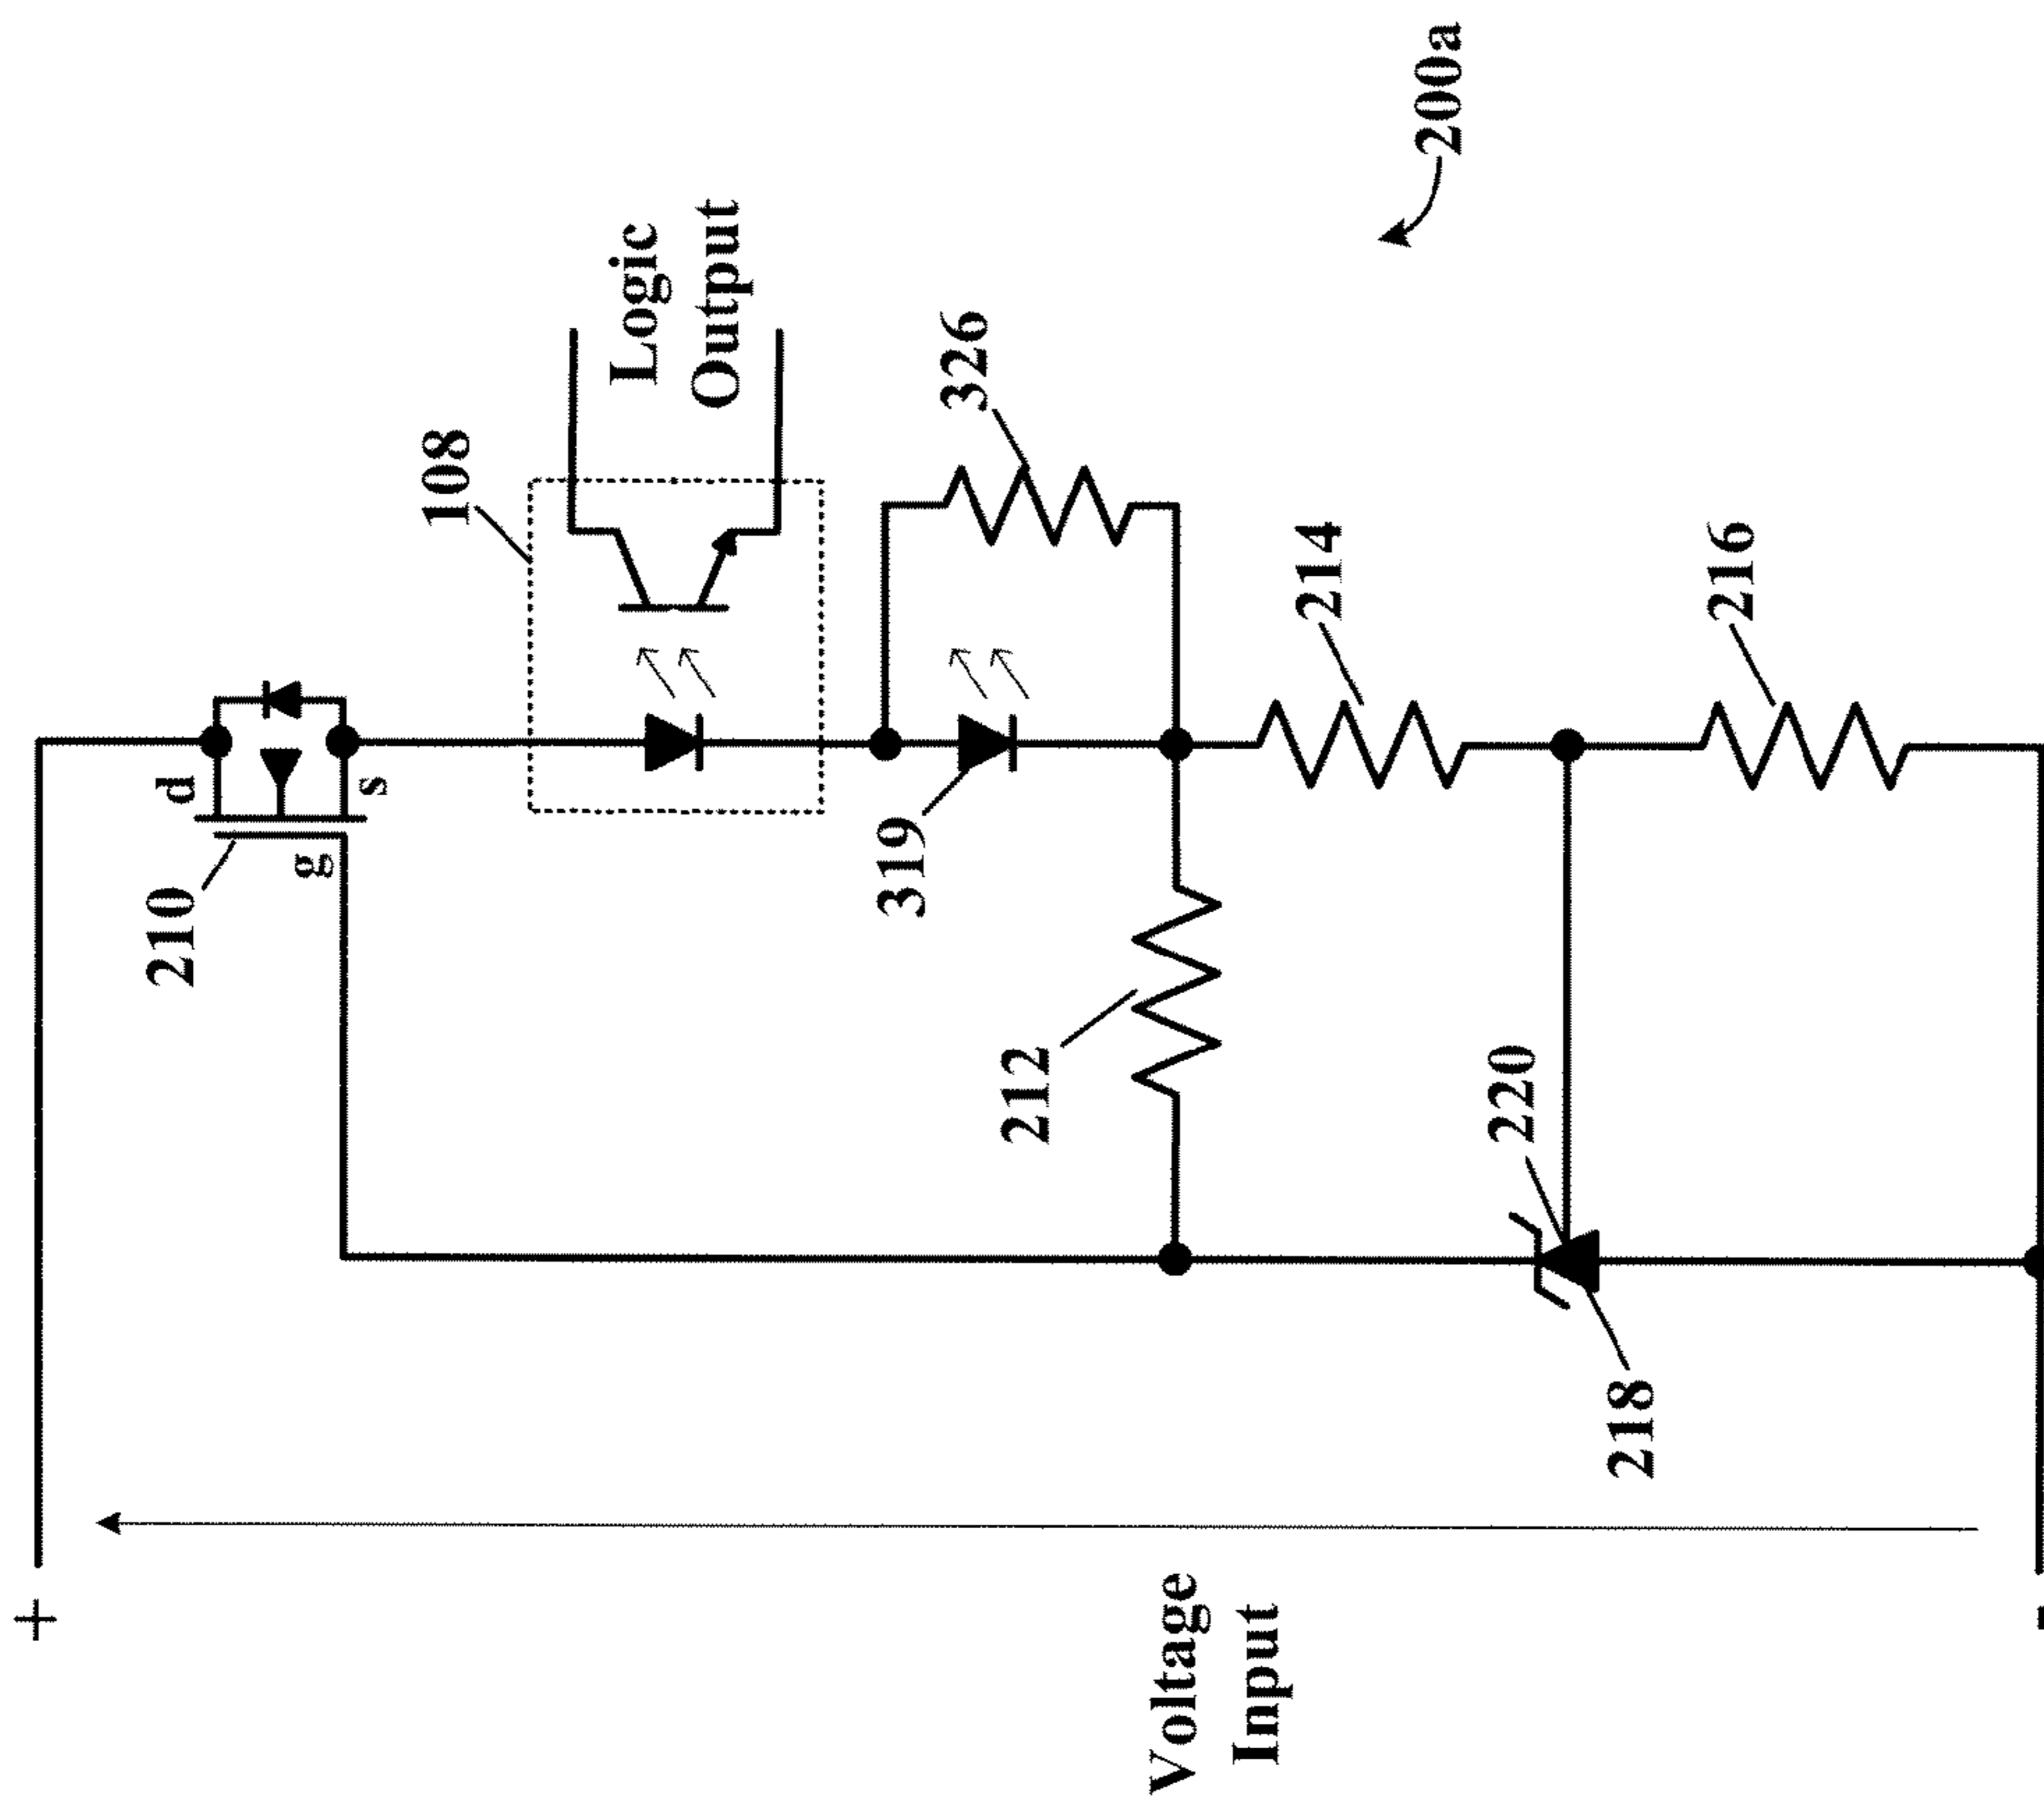 +
Voltage
Input
-
210
d
g
s
108
Logic
Output
319
326
212
214
220
218
216
200a